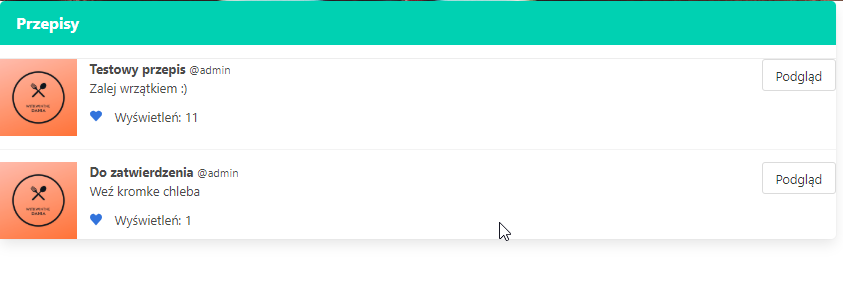 Przepisy
Testowy przepis @admin
Podgląd
Zalej wrzątkiem :)
Wyświetleń: 11
Do zatwierdzenia @admin
Podgląd
Weź kromke chleba
Wyświetleń: 1